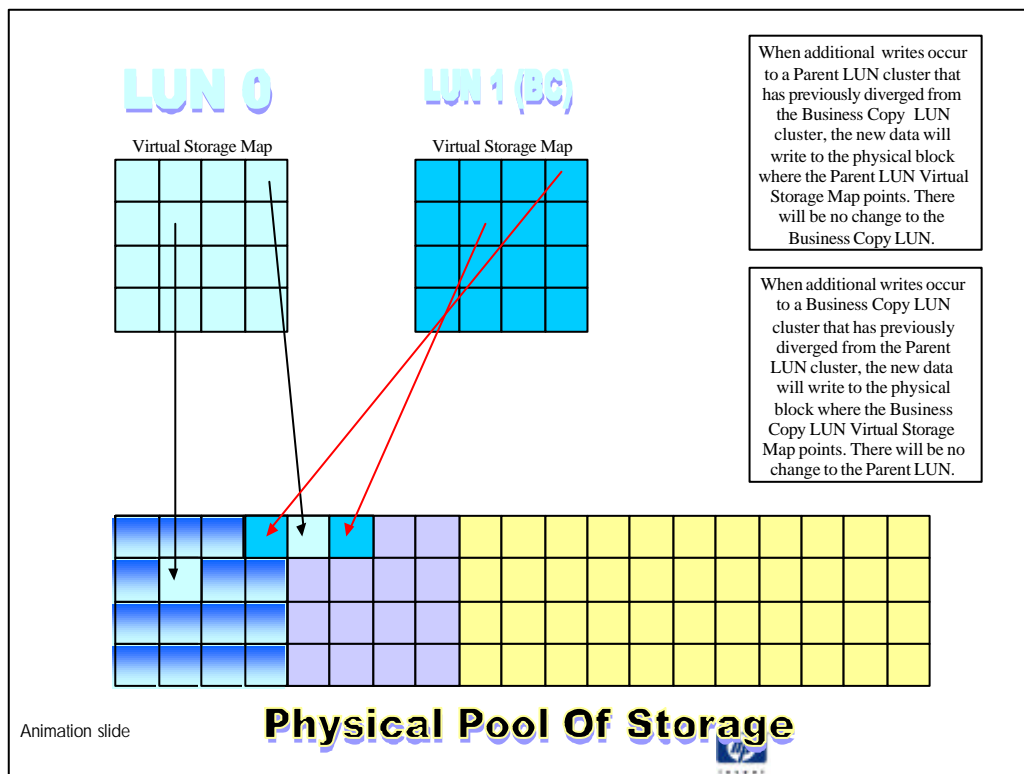 LUN 0
LUN 1 (BC)
Virtual Storage Map
Virtual Storage Map
When additional writes occur
to a Parent LUN cluster that
has previously diverged from
the Business Copy LUN
cluster, the new data will
write to the physical block
where the Parent LUN Virtual
Storage Map points. There
will be no change to the
Business Copy LUN.
When additional writes occur
to a Business Copy LUN
cluster that has previously
diverged from the Parent
LUN cluster, the new data
will write to the physical
block where the Business
Copy LUN Virtual Storage
Map points. There will be no
change to the Parent LUN.
Animation slide
Physical Pool Of Storage
hp